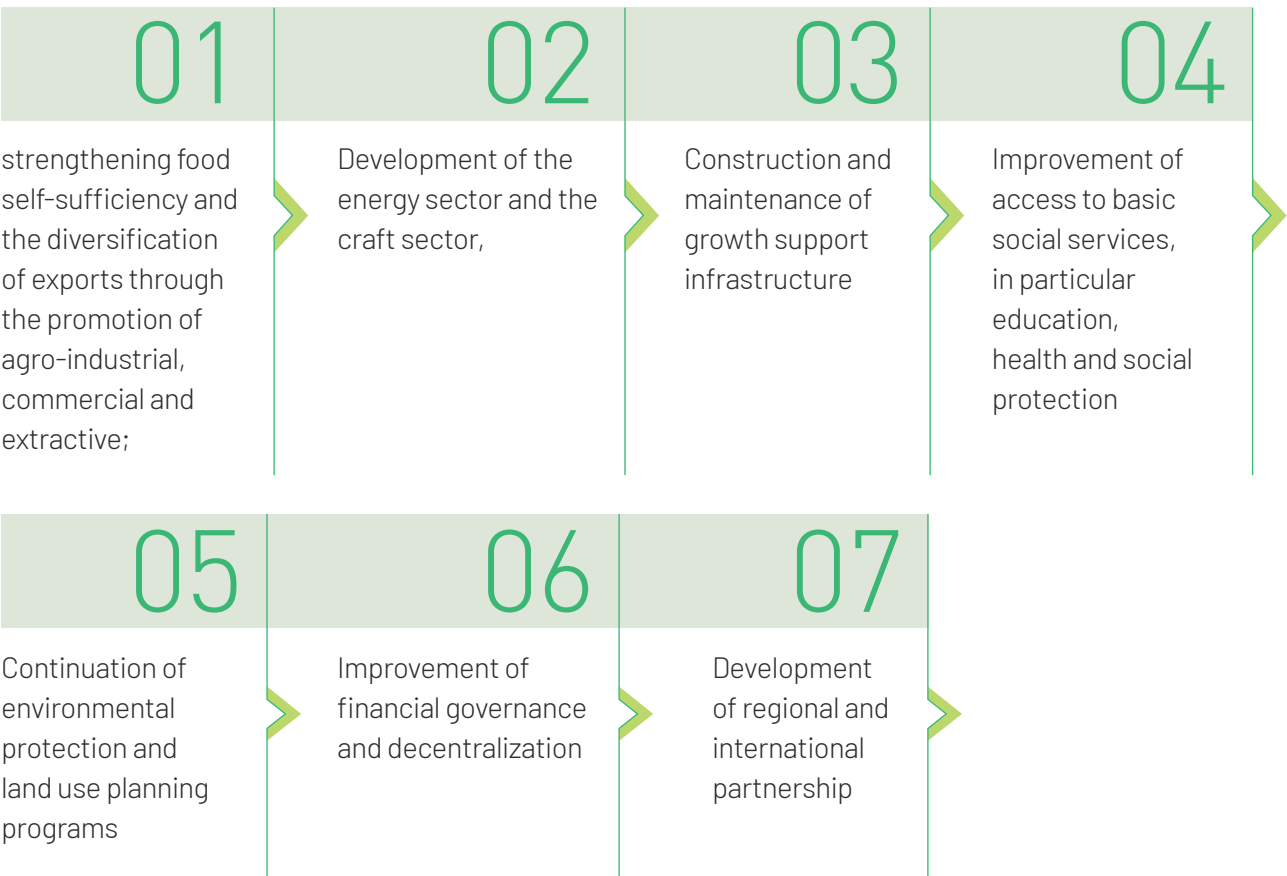 01
strengthening food
self-sufficiency and
the diversification
of exports through
the promotion of
agro-industrial,
commercial and
extractive;
02
Development of the
energy sector and the
craft sector,
03
Construction and
maintenance of
growth support
infrastructure
04
Improvement of
access to basic
social services,
in particular
education,
health and social
protection
05
Continuation of
environmental
protection and
land use planning
programs
06
Improvement of
financial governance
and decentralization
07
Development
of regional and
international
partnership